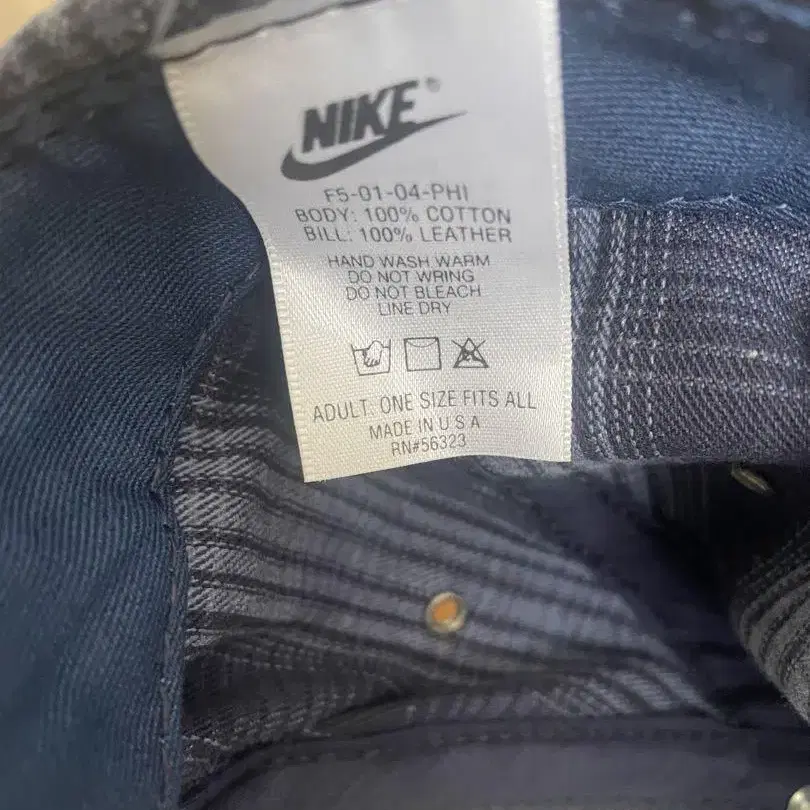 NIKE®
F5-01-04-PHI
BODY: 100% COTTON
BILL: 100% LEATHER
HAND WASH WARM
DO NOT WRING
DO NOT BLEACH
LINE DRY
ADULT: ONE SIZE FITS ALL
MADE IN U S A
RN#56323